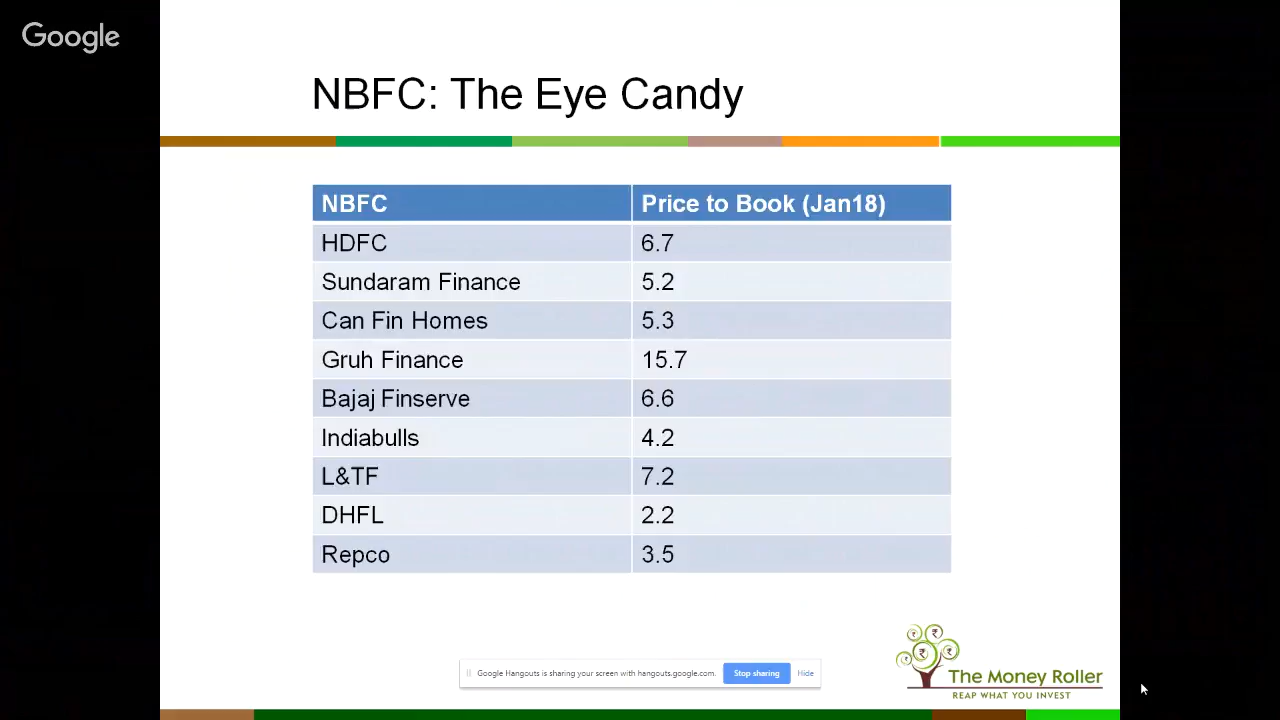 Google
NBFC: The Eye Candy
NBFC Price to Book (Jan18)
HDFC 6.7
Sundaram Finance 5.2
Can Fin Homes 5.3
Gruh Finance 15.7
Bajaj Finserve 6.6
Indiabulls 4.2
L&TF 7.2
DHFL 2.2
Repco 3.5
Google Hangouts is sharing your screen with hangouts.google.com. Stop sharing Hide
The Money Roller
REAP WHAT YOU INVEST